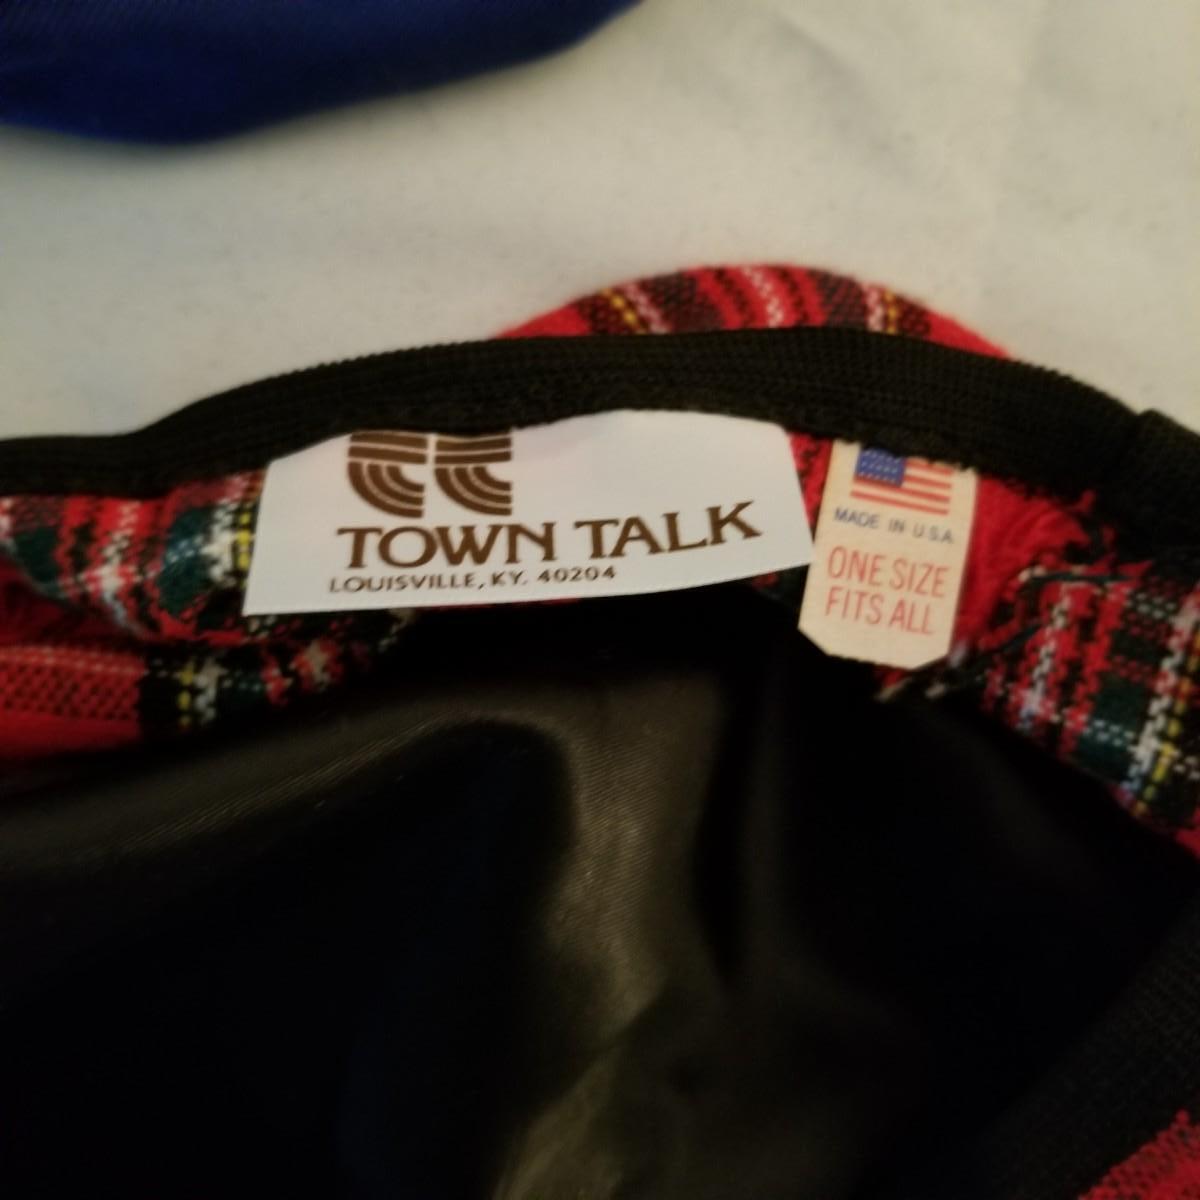 TOWN TALK
LOUISVILLE, KY. 40204
MADE IN U.S.A.
ONE SIZE
FITS ALL